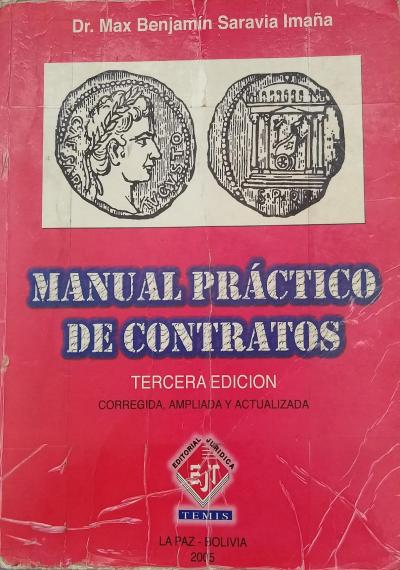 Dr. Max Benjamín Saravia Imaña
MANUAL PRÁCTICO
DE CONTRATOS
TERCERA EDICION
CORREGIDA, AMPLIADA Y ACTUALIZADA
EDITORIAL JURIDICA
EJT
TEMIS
LA PAZ - BOLIVIA
2005